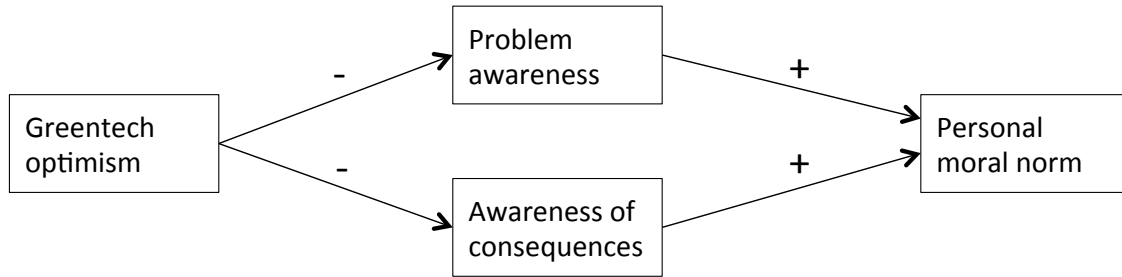 Problem
awareness
-
+
Greentech
optimism
Personal
moral norm
-
+
Awareness of
consequences